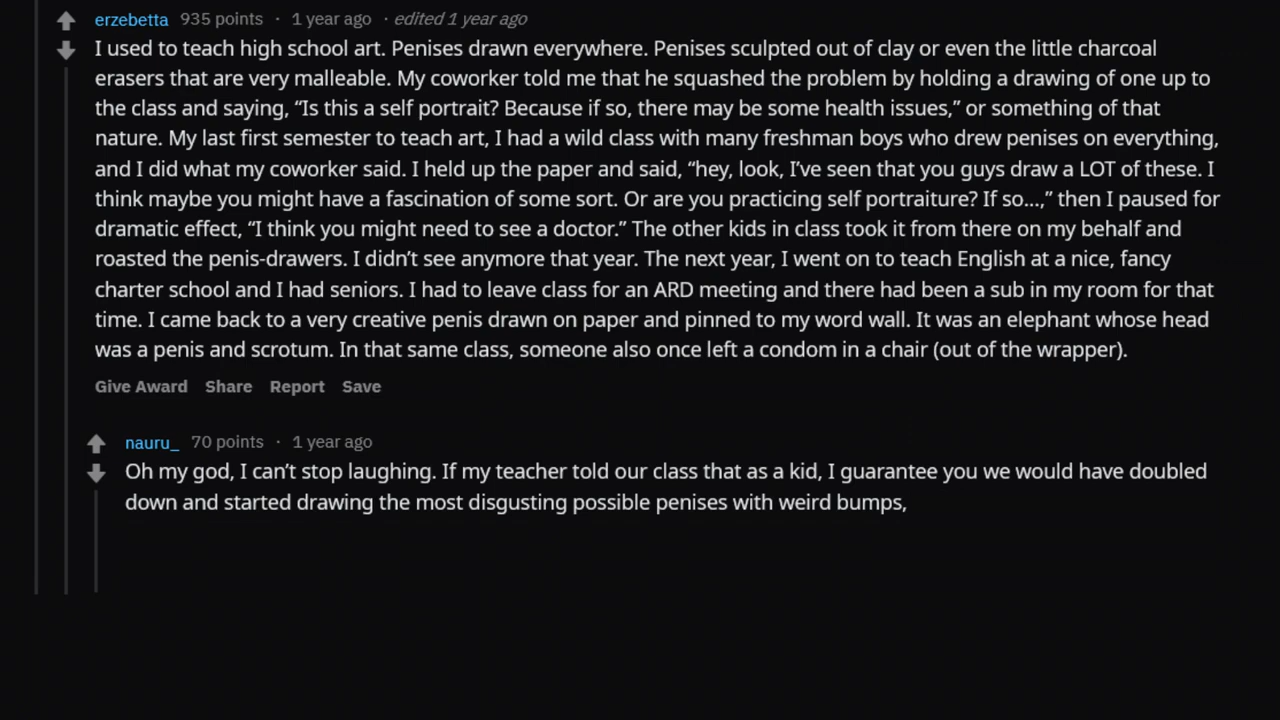 erzebetta 935 points · 1 year ago · edited 1 year ago
I used to teach high school art. Penises drawn everywhere. Penises sculpted out of clay or even the little charcoal
erasers that are very malleable. My coworker told me that he squashed the problem by holding a drawing of one up to
the class and saying, “Is this a self portrait? Because if so, there may be some health issues,” or something of that
nature. My last first semester to teach art, I had a wild class with many freshman boys who drew penises on everything,
and I did what my coworker said. I held up the paper and said, “hey, look, I’ve seen that you guys draw a LOT of these. I
think maybe you might have a fascination of some sort. Or are you practicing self portraiture? If so...,” then I paused for
dramatic effect, “I think you might need to see a doctor.” The other kids in class took it from there on my behalf and
roasted the penis-drawers. I didn’t see anymore that year. The next year, I went on to teach English at a nice, fancy
charter school and I had seniors. I had to leave class for an ARD meeting and there had been a sub in my room for that
time. I came back to a very creative penis drawn on paper and pinned to my word wall. It was an elephant whose head
was a penis and scrotum. In that same class, someone also once left a condom in a chair (out of the wrapper).
Give Award Share Report Save
nauru_ 70 points · 1 year ago
Oh my god, I can’t stop laughing. If my teacher told our class that as a kid, I guarantee you we would have doubled
down and started drawing the most disgusting possible penises with weird bumps,